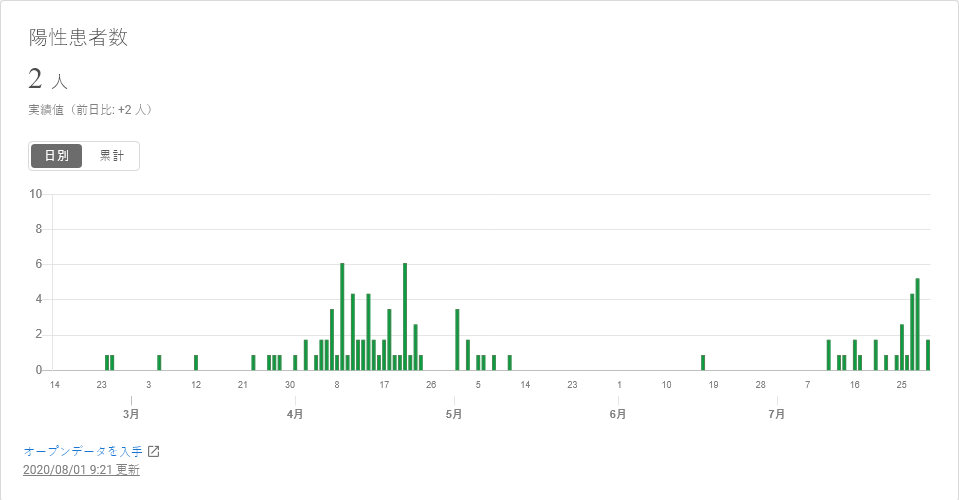 陽性患者数
2 人
実績値（前日比: +2 人）
日別 累計
10
8
6
4
2
0
14 23 3 12 21 30 8 17 26 5 14 23 1 10 19 28 7 16 25
3月 4月 5月 6月 7月
オープンデータを入手
2020/08/01 9:21 更新